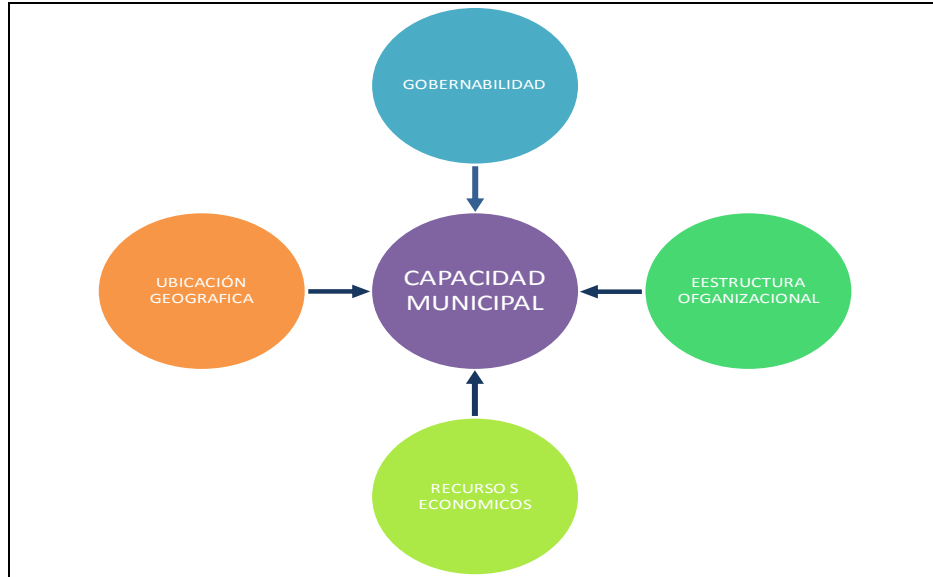 GOBERNABILIDAD
UBICACIÓN
GEOGRAFICA
CAPACIDAD
MUNICIPAL
EESTRUCTURA
OFGANIZACIONAL
RECURSO S
ECONOMICOS